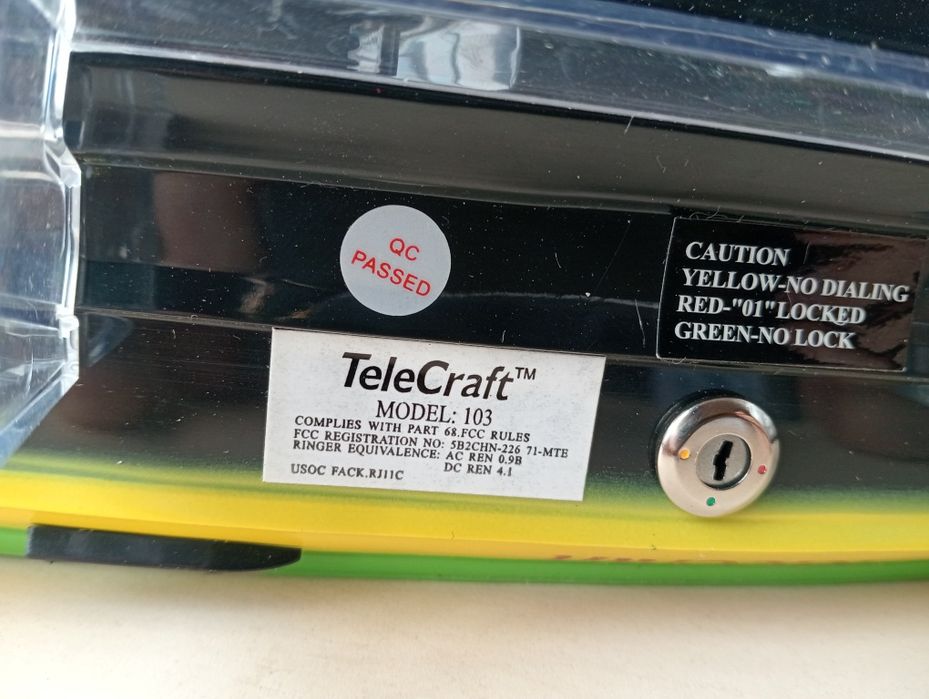 QC
PASSED
CAUTION
YELLOW-NO DIALING
RED-"01"LOCKED
GREEN-NO LOCK
TeleCraft™
MODEL: 103
COMPLIES WITH PART 68.FCC RULES
FCC REGISTRATION NO: 5B2CHN-226 71-MTE
RINGER EQUIVALENCE: AC REN 0.9B
DC REN 4.1
USOC FACK.RJ11C